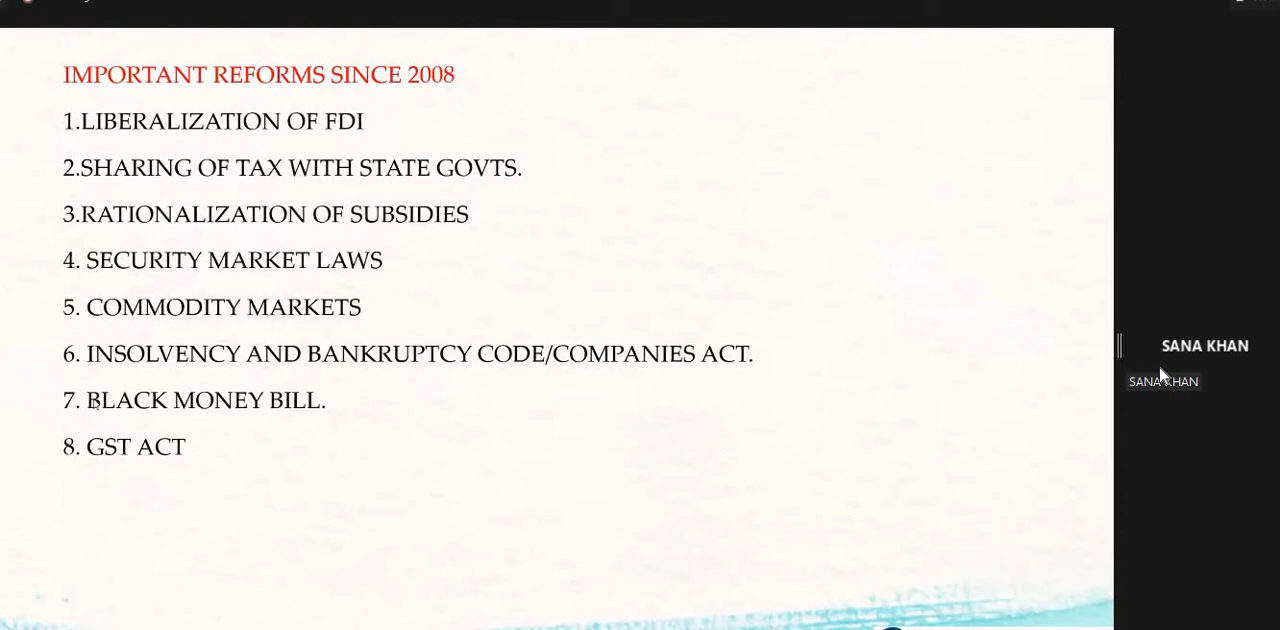 IMPORTANT REFORMS SINCE 2008
1.LIBERALIZATION OF FDI
2.SHARING OF TAX WITH STATE GOVTS.
3.RATIONALIZATION OF SUBSIDIES
4. SECURITY MARKET LAWS
5. COMMODITY MARKETS
6. INSOLVENCY AND BANKRUPTCY CODE/COMPANIES ACT.
7. BLACK MONEY BILL.
8. GST ACT
SANA KHAN
SANA KHAN